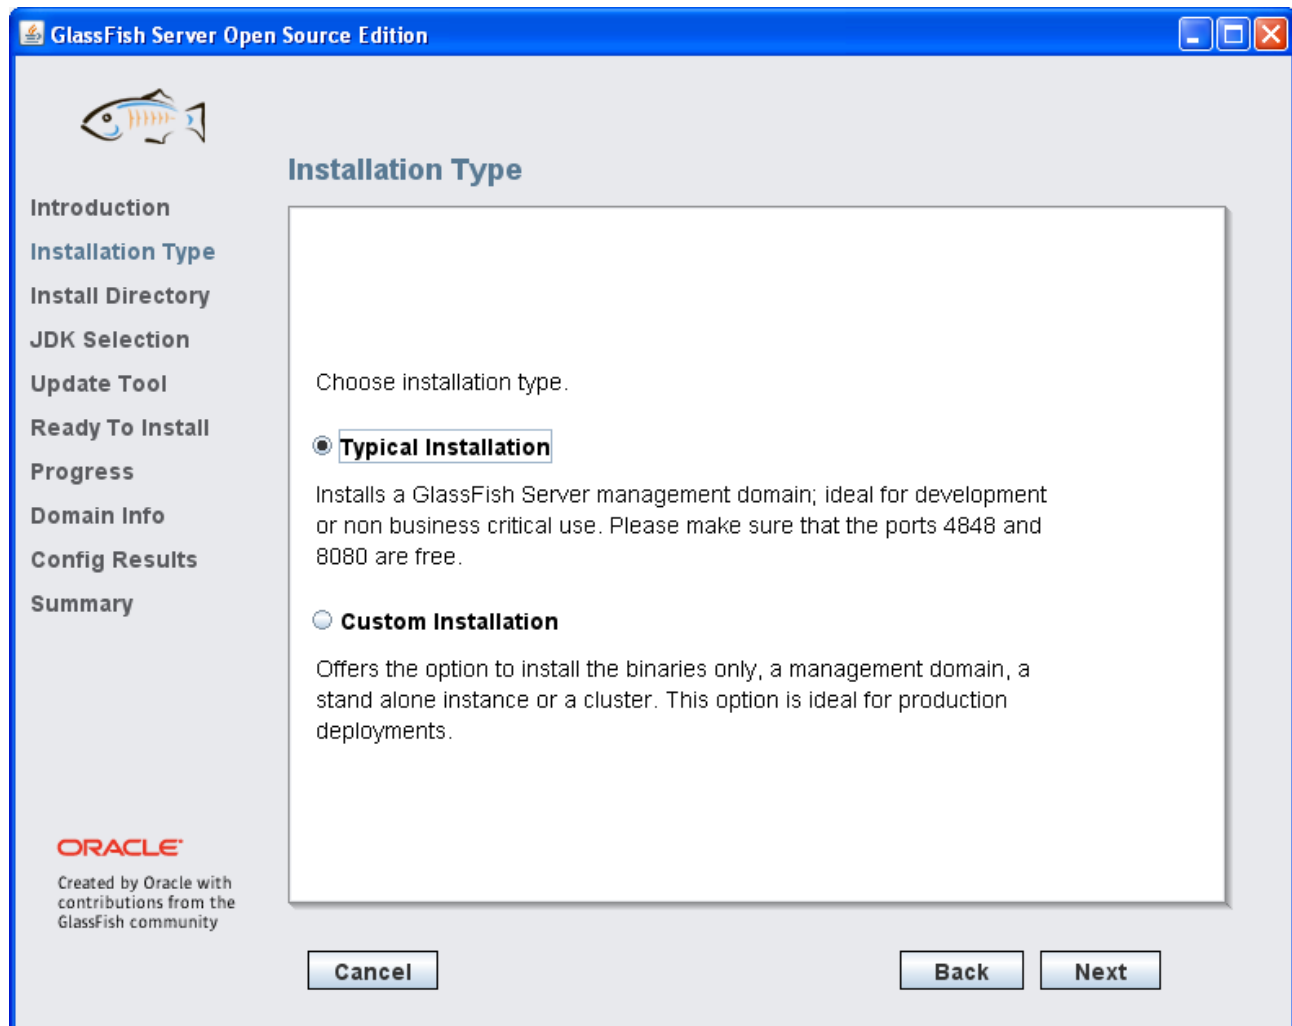 GlassFish Server Open Source Edition
Installation Type
Introduction
Installation Type
Install Directory
JDK Selection
Update Tool
Ready To Install
Progress
Domain Info
Config Results
Summary
Choose installation type.
Typical Installation
Installs a GlassFish Server management domain; ideal for development
or non business critical use. Please make sure that the ports 4848 and
8080 are free.
Custom Installation
Offers the option to install the binaries only, a management domain, a
stand alone instance or a cluster. This option is ideal for production
deployments.
ORACLE
Created by Oracle with
contributions from the
GlassFish community
Cancel
Back
Next